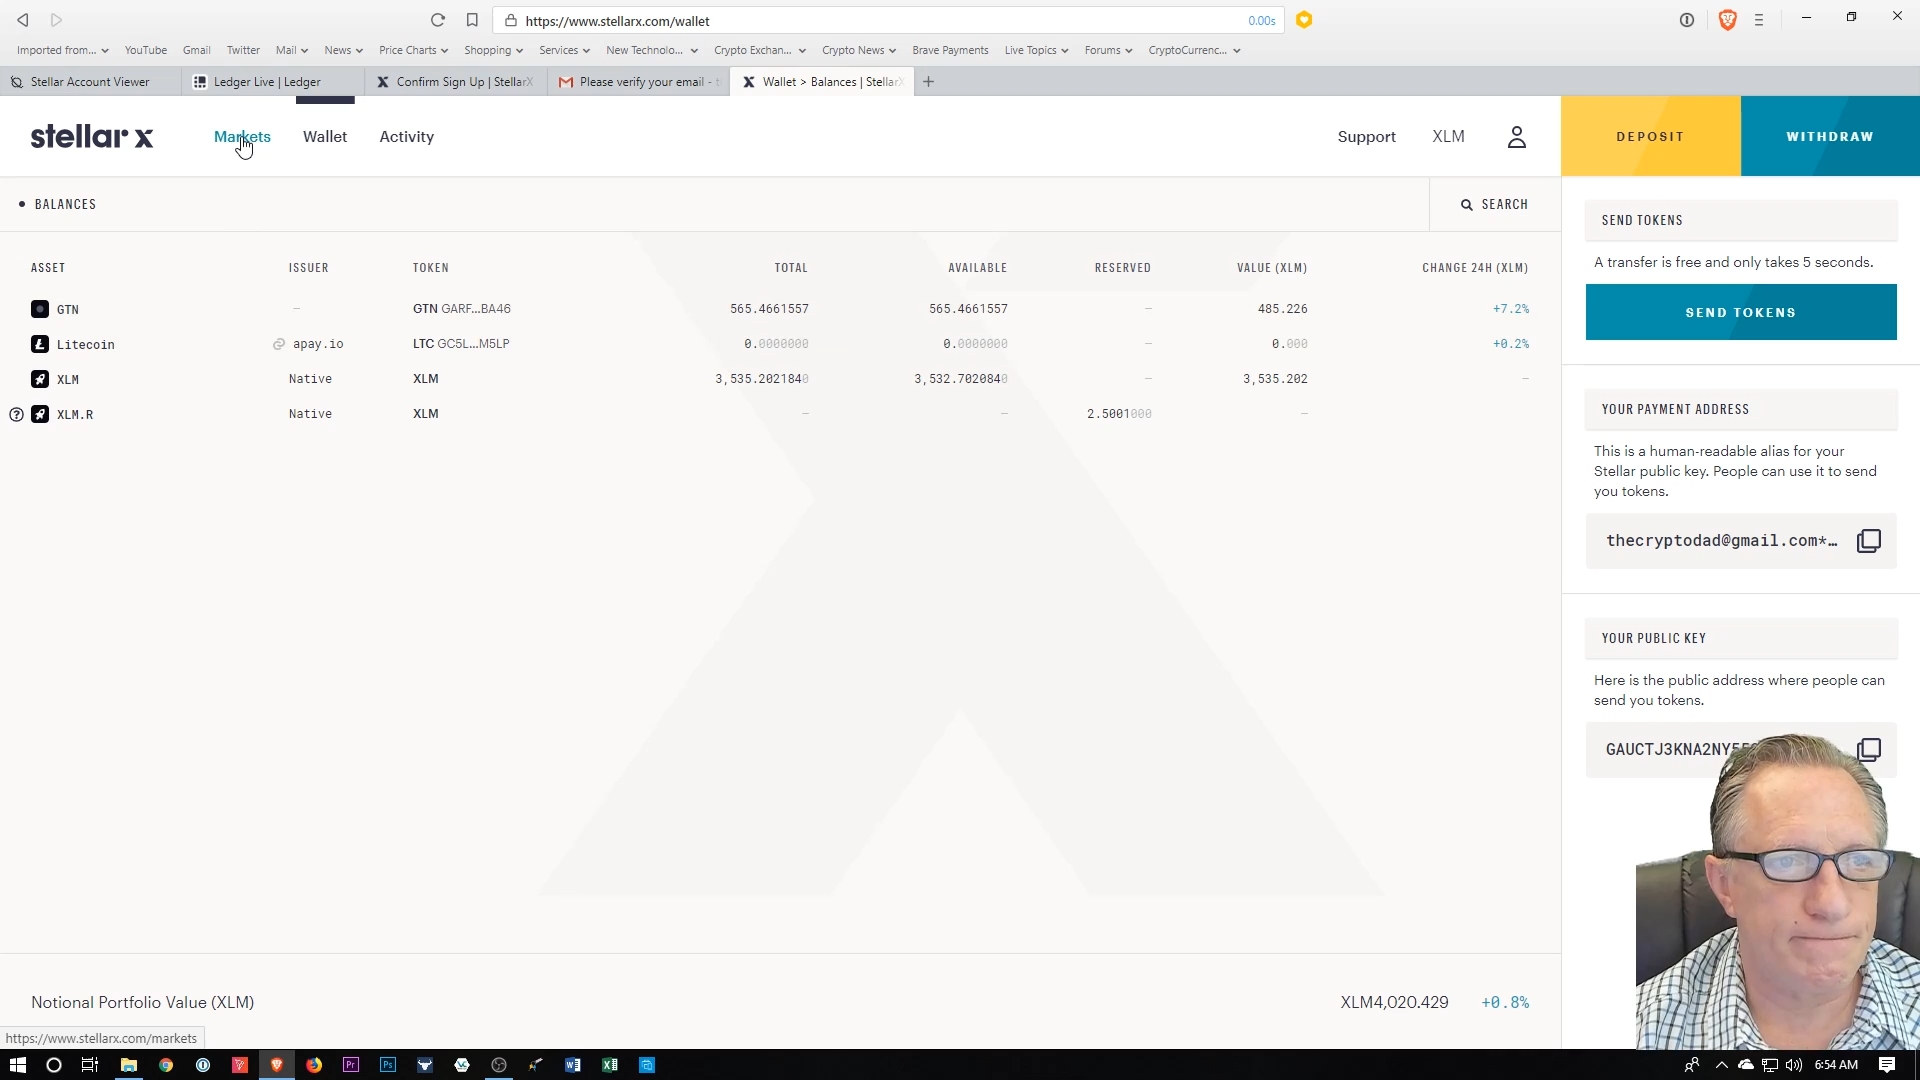 https://www.stellarx.com/wallet
0.00s
Imported from...
YouTube
Gmail
Twitter
Mail
News
Price Charts
Shopping
Services
New Technolo...
Crypto Exchan...
Crypto News
Brave Payments
Live Topics
Forums
CryptoCurrenc...
Stellar Account Viewer
Ledger Live | Ledger
Confirm Sign Up | StellarX
Please verify your email - t
Wallet > Balances | StellarX
stellar x
Markets
Wallet
Activity
Support
XLM
DEPOSIT
WITHDRAW
BALANCES
SEARCH
ASSET ISSUER TOKEN TOTAL AVAILABLE RESERVED VALUE (XLM) CHANGE 24H (XLM)
GTN – GTN GARF...BA46 565.4661557 565.4661557 – 485.226 +7.2%
Litecoin apay.io LTC GC5L...M5LP 0.0000000 0.0000000 – 0.000 +0.2%
XLM Native XLM 3,535.2021840 3,532.7020840 – 3,535.202 –
XLM.R Native XLM – – 2.5001000 –
SEND TOKENS
A transfer is free and only takes 5 seconds.
SEND TOKENS
YOUR PAYMENT ADDRESS
This is a human-readable alias for your
Stellar public key. People can use it to send
you tokens.
thecryptodad@gmail.com*...
YOUR PUBLIC KEY
Here is the public address where people can
send you tokens.
Notional Portfolio Value (XLM)
XLM4,020.429 +0.8%
https://www.stellarx.com/markets
6:54 AM